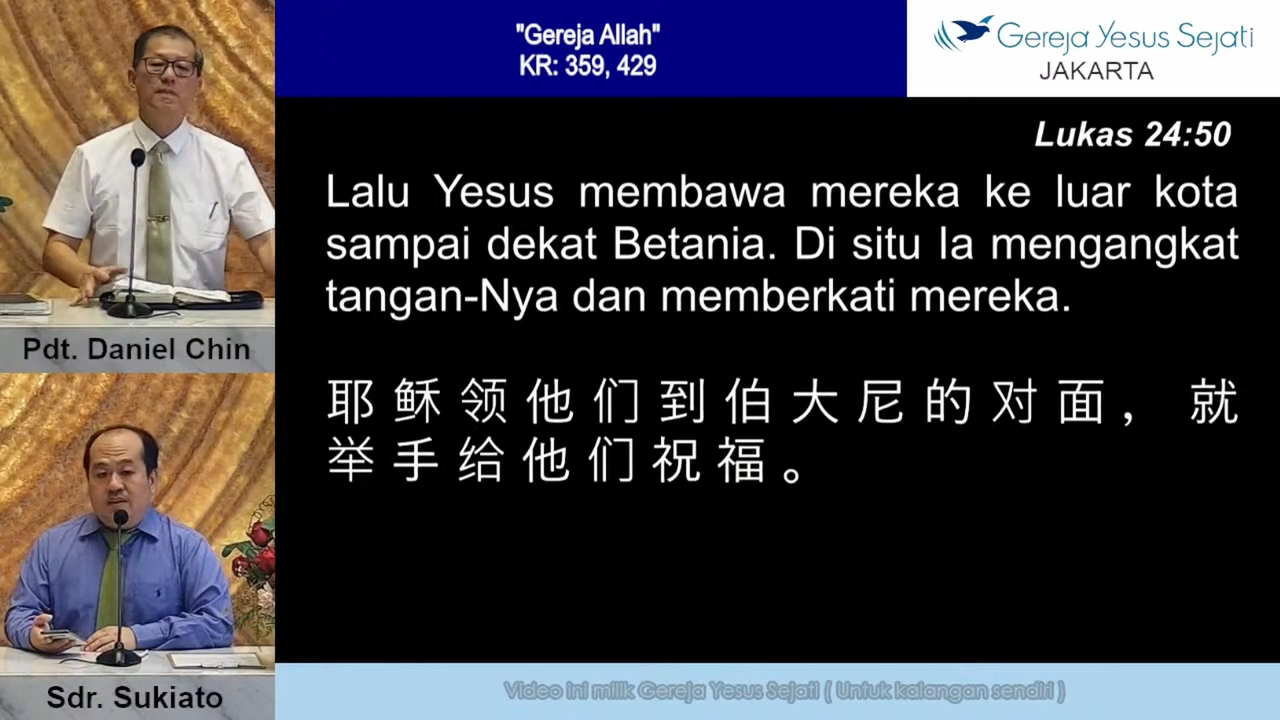 "Gereja Allah"
KR: 359, 429
Gereja Yesus Sejati
JAKARTA
Lukas 24:50
Lalu Yesus membawa mereka ke luar kota
sampai dekat Betania. Di situ Ia mengangkat
tangan-Nya dan memberkati mereka.
耶稣领他们到伯大尼的对面，就
举手给他们祝福。
Pdt. Daniel Chin
Sdr. Sukiato
Video ini milik Gereja Yesus Sejati ( Untuk kalangan sendiri )